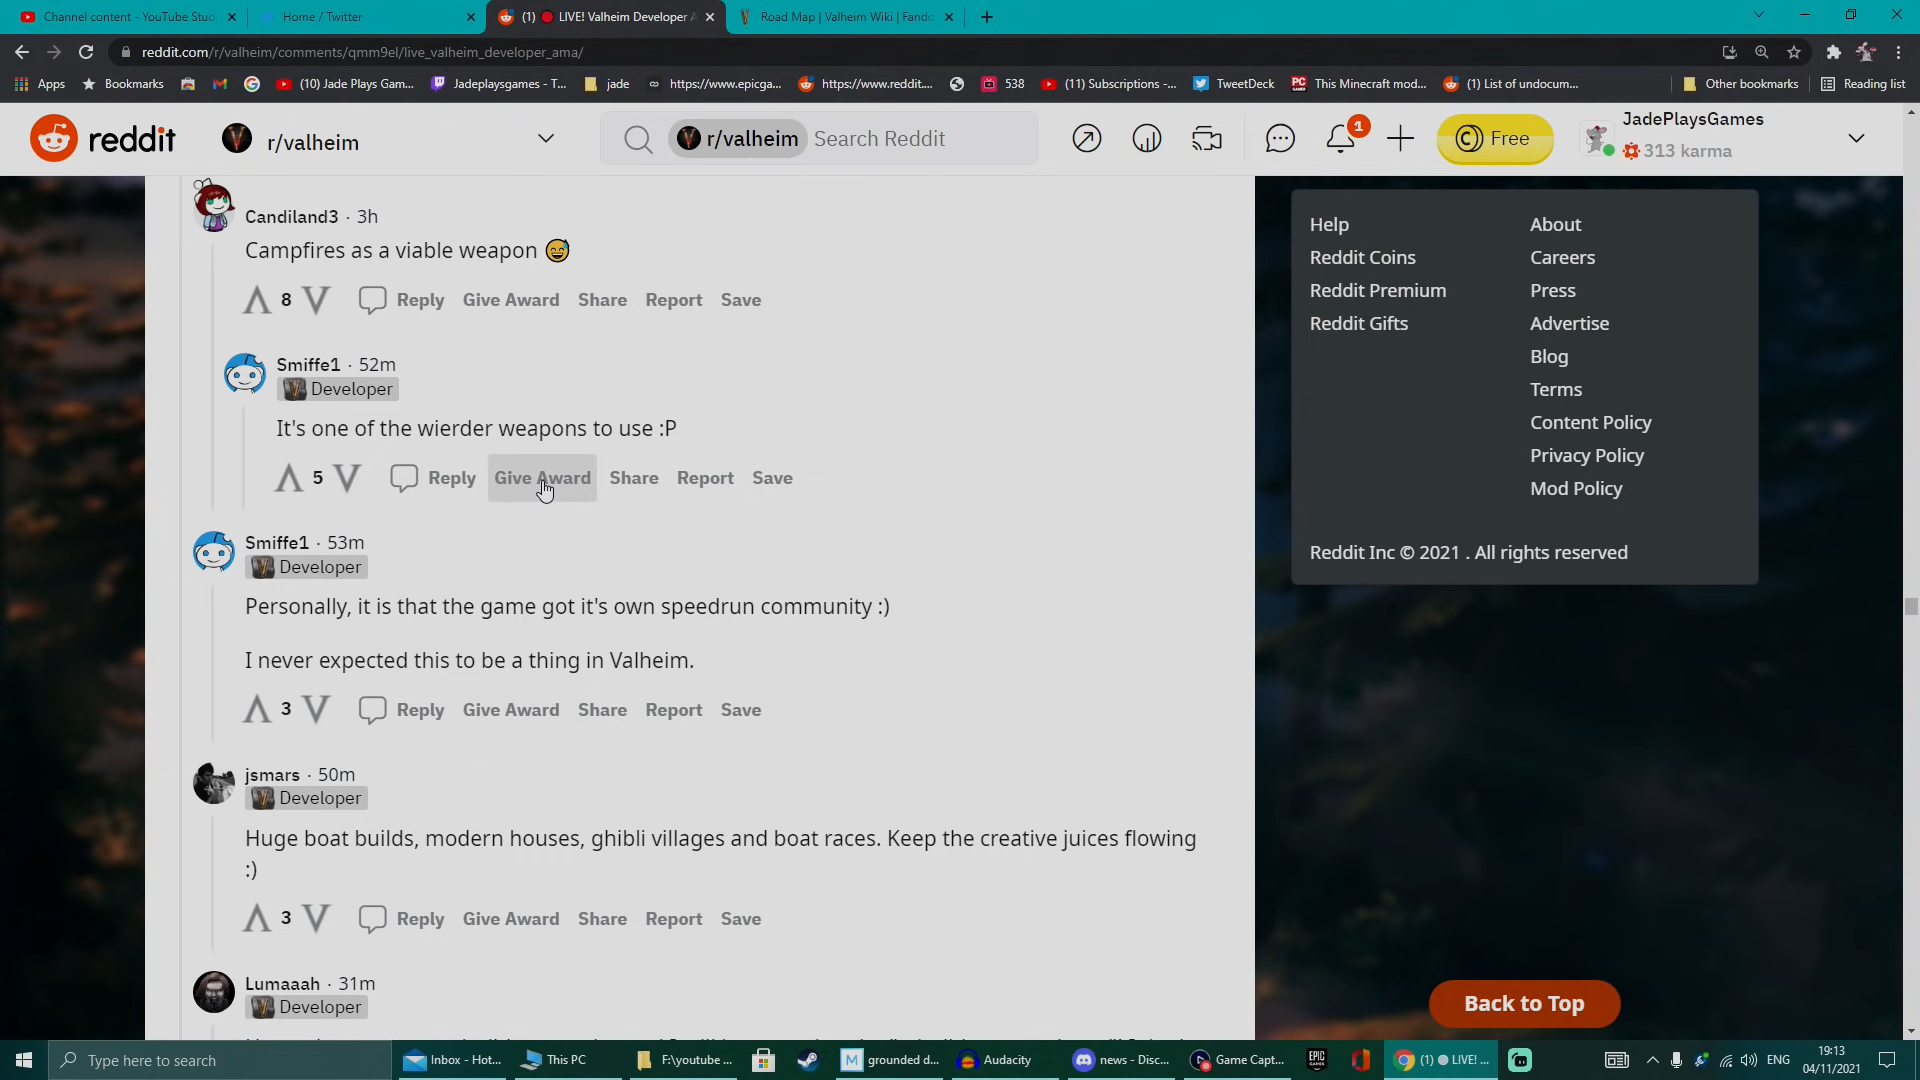 Channel content - YouTube Stud
Home / Twitter
(1) LIVE! Valheim Developer A
Road Map | Valheim Wiki | Fando
reddit.com/r/valheim/comments/qmm9el/live_valheim_developer_ama/
Apps
Bookmarks
(10) Jade Plays Gam...
Jadeplaysgames - T...
jade
https://www.epicga...
https://www.reddit....
538
(11) Subscriptions -...
TweetDeck
This Minecraft mod...
(1) List of undocum...
Other bookmarks
Reading list
reddit
r/valheim
r/valheim
Search Reddit
1
Free
JadePlaysGames
313 karma
Candiland3 · 3h
Campfires as a viable weapon 😅
8
Reply
Give Award
Share
Report
Save
Smiffe1 · 52m
Developer
It's one of the wierder weapons to use :P
5
Reply
Give Award
Share
Report
Save
Smiffe1 · 53m
Developer
Personally, it is that the game got it's own speedrun community :)
I never expected this to be a thing in Valheim.
3
Reply
Give Award
Share
Report
Save
jsmars · 50m
Developer
Huge boat builds, modern houses, ghibli villages and boat races. Keep the creative juices flowing
:)
3
Reply
Give Award
Share
Report
Save
Lumaaah · 31m
Developer
Help
Reddit Coins
Reddit Premium
Reddit Gifts
About
Careers
Press
Advertise
Blog
Terms
Content Policy
Privacy Policy
Mod Policy
Reddit Inc © 2021 . All rights reserved
Back to Top
Type here to search
Inbox - Hot...
This PC
F:\youtube ...
grounded d...
Audacity
news - Disc...
Game Capt...
EPIC GAMES
(1) LIVE! ...
ENG
19:13
04/11/2021